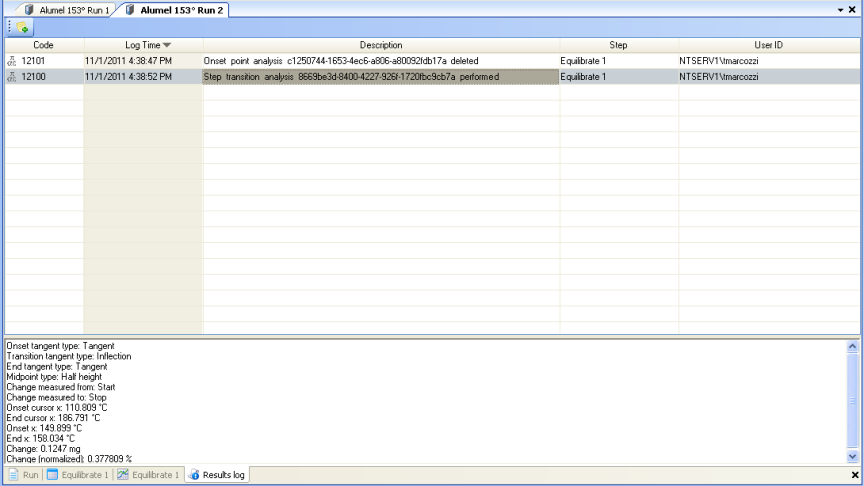 Alumel 153° Run 1 Alumel 153° Run 2
Code Log Time Description Step User ID
12101 11/1/2011 4:38:47 PM Onset point analysis c1250744-1653-4ec6-a806-a80092fdb17a deleted Equilibrate 1 NTSERV1\tmarcozzi
12100 11/1/2011 4:38:52 PM Step transition analysis 8669be3d-8400-4227-926f-1720fbc9cb7a performed Equilibrate 1 NTSERV1\tmarcozzi
Onset tangent type: Tangent
Transition tangent type: Inflection
End tangent type: Tangent
Midpoint type: Half height
Change measured from: Start
Change measured to: Stop
Onset cursor x: 110.809 °C
End cursor x: 186.791 °C
Onset x: 149.899 °C
End x: 158.034 °C
Change: 0.1247 mg
Change (normalized): 0.377809 %
Run Equilibrate 1 Equilibrate 1 Results log